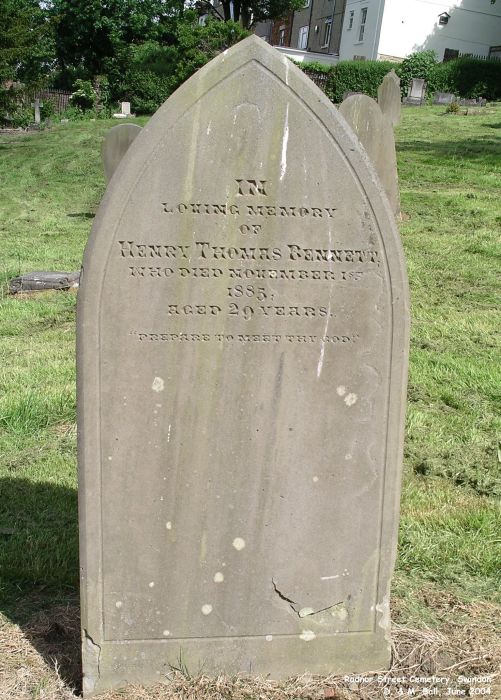 IN
LOVING MEMORY
OF
HENRY THOMAS BENNETT
WHO DIED NOVEMBER 1ST
1885,
AGED 29 YEARS.
"PREPARE TO MEET THY GOD."
Radnor Street Cemetery, Swindon
D. & M. Ball, June 2004